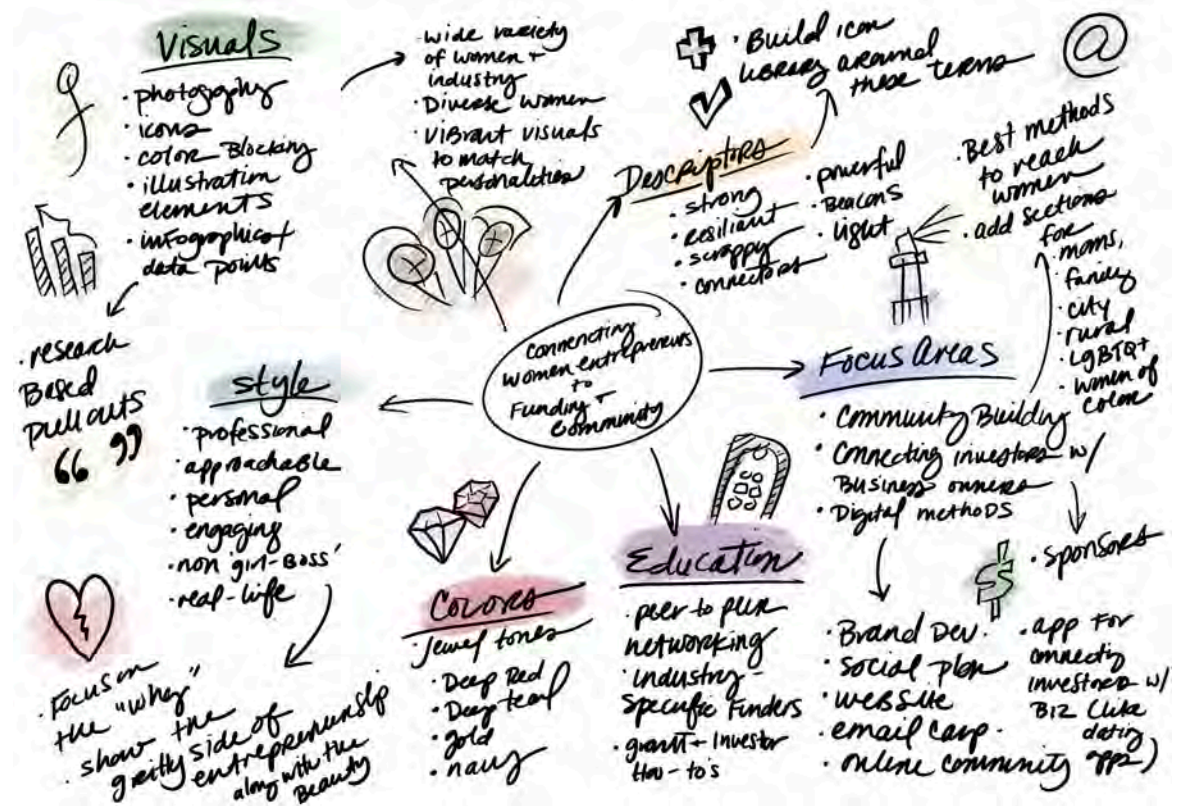 Visuals
· photography
· icons
· color Blocking
· illustration
elements
· infographics +
data points
· research
Based
pull outs
“ ”
· wide variety
of women +
industry
· Diverse women
· Vibrant visuals
to match
personalities
Descriptors
· strong
· resiliant
· scrappy
· connectors
· powerful
· Beacons
· Light
· Build icon
Library around
these terms
@
· Best methods
to reach
women
· add sections
for
· moms,
· family
· city
· rural
· LGBTQ+
· women of
color
Connencting
women entrepreneurs
to
Funding +
Community
Style
· professional
· approachable
· personal
· engaging
· non 'girl-Boss'
· real-life
· Focus on
the "why"
· show the
gritty side of
entrepreneurship
along with the
Beauty
Colors
Jewel tones
· Deep Red
· Deep teal
· gold
· navy
Education
· peer to peer
networking
· industry-
specific Funders
· grant + Investor
How-to's
Focus Areas
· Community Building
· Connecting investors w/
Business owners
· Digital methods
· Brand Dev.
· social plan
· website
· email camp.
· online community
$
· sponsors
· app for
connectig
investors w/
BIZ (like
dating
apps)